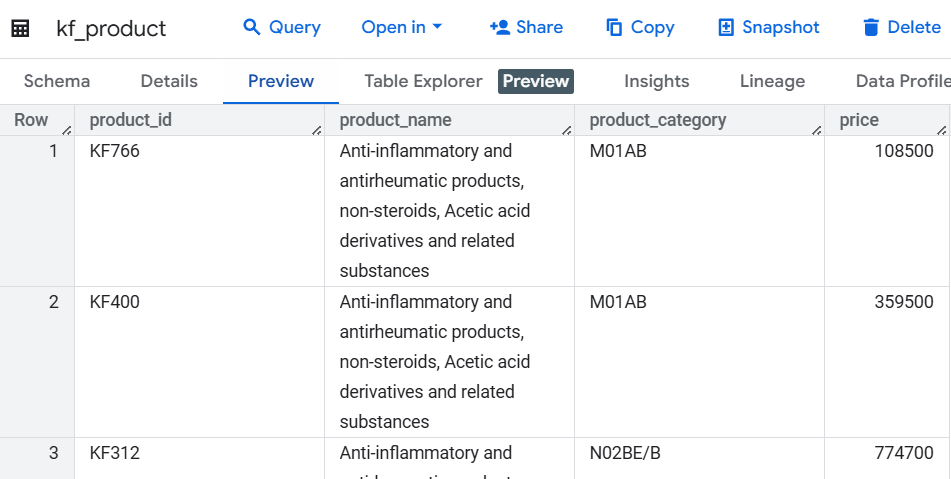 kf_product Query Open in Share Copy Snapshot Delete
Schema Details Preview Table Explorer Preview Insights Lineage Data Profile
Row product_id product_name product_category price
1 KF766 Anti-inflammatory and M01AB 108500
antirheumatic products,
non-steroids, Acetic acid
derivatives and related
substances
2 KF400 Anti-inflammatory and M01AB 359500
antirheumatic products,
non-steroids, Acetic acid
derivatives and related
substances
3 KF312 Anti-inflammatory and N02BE/B 774700